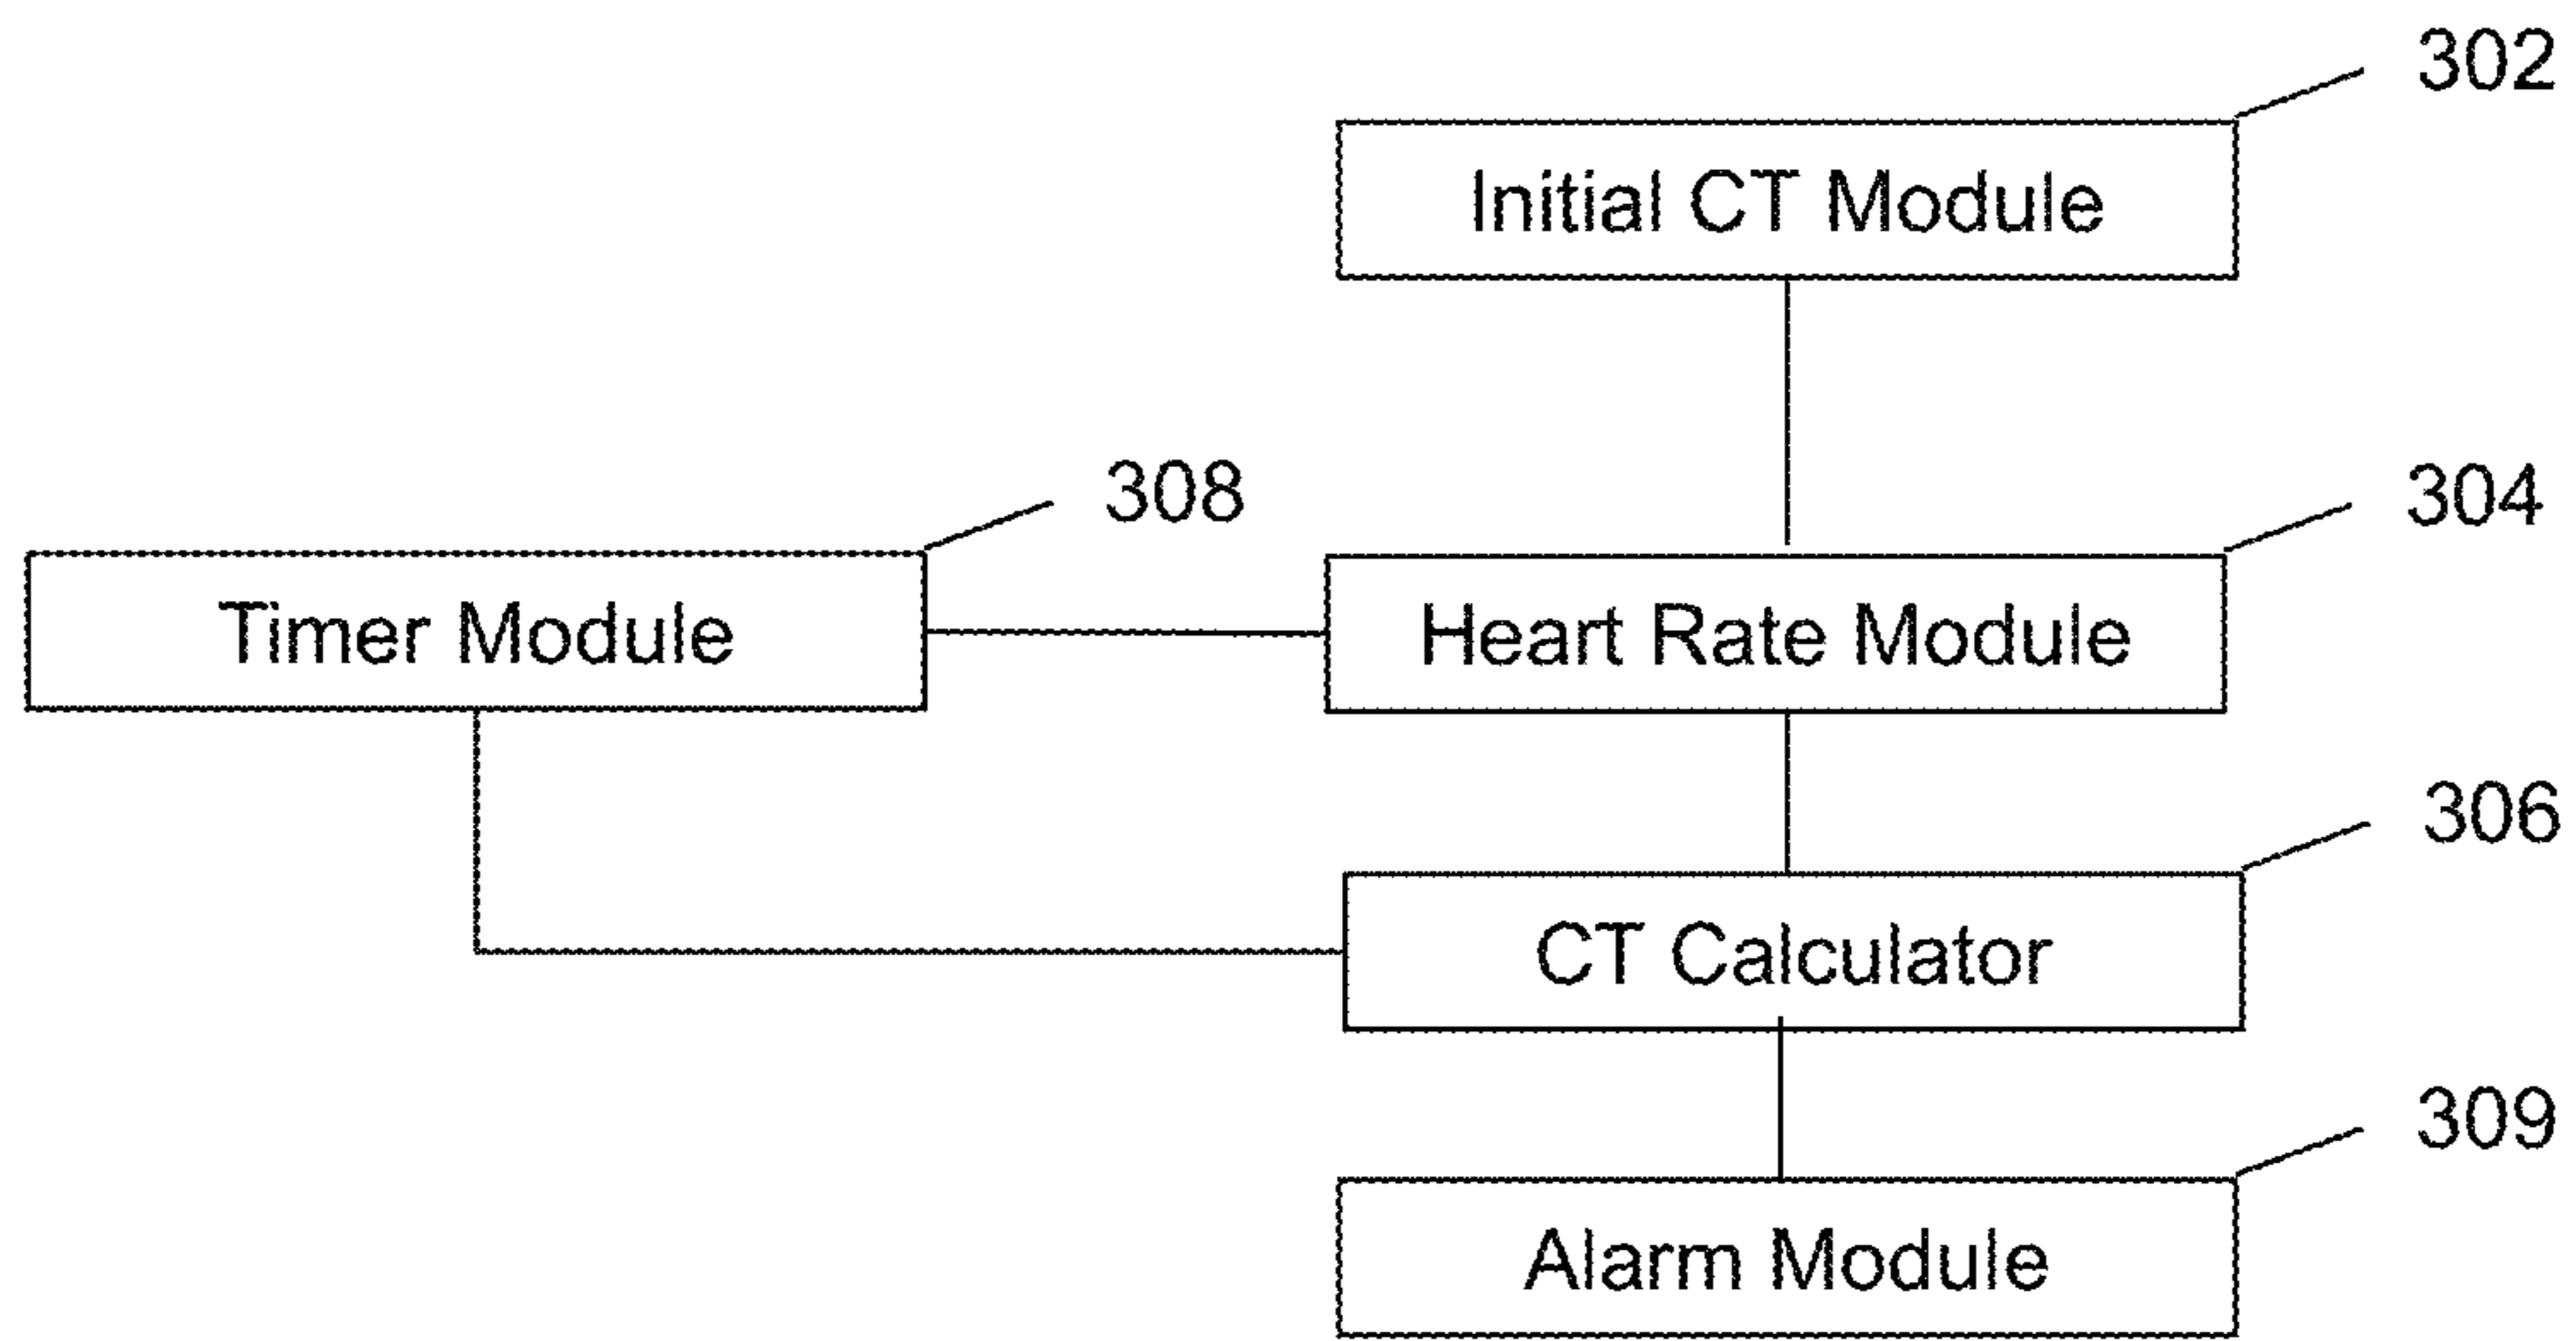 302
Initial CT Module
308
304
Timer Module
Heart Rate Module
306
CT Calculator
309
Alarm Module